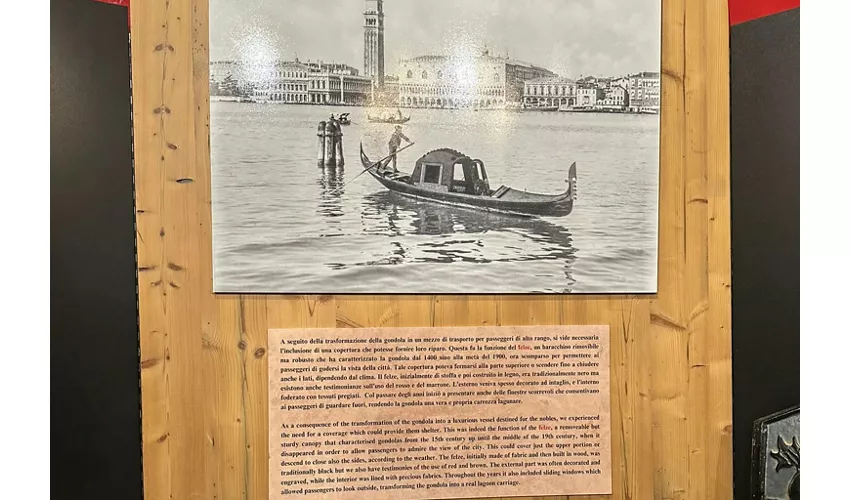 A seguito della trasformazione della gondola in un mezzo di trasporto per passeggeri di alto rango, si vide necessaria
l'inclusione di una copertura che potesse fornire loro riparo. Questa fu la funzione del felze, un baracchino rimovibile
ma robusto che ha caratterizzato la gondola dal 1400 sino alla metà del 1900, ora scomparso per permettere ai
passeggeri di godersi la vista della città. Tale copertura poteva fermarsi alla parte superiore o scendere fino a chiudere
anche i lati, dipendendo dal clima. Il felze, inizialmente di stoffa e poi costruito in legno, era tradizionalmente nero ma
esistono anche testimonianze sull'uso del rosso e del marrone. L'esterno veniva spesso decorato ad intaglio, e l'interno
foderato con tessuti pregiati. Col passare degli anni iniziò a presentare anche delle finestre scorrevoli che consentivano
ai passeggeri di guardare fuori, rendendo la gondola una vera e propria carrozza lagunare.
As a consequence of the transformation of the gondola into a luxurious vessel destined for the nobles, we experienced
the need for a coverage which could provide them shelter. This was indeed the function of the felze, a removable but
sturdy canopy that characterised gondolas from the 15th century up until the middle of the 19th century, when it
disappeared in order to allow passengers to admire the view of the city. This could cover just the upper portion or
descend to close also the sides, according to the weather. The felze, initially made of fabric and then built in wood, was
traditionally black but we also have testimonies of the use of red and brown. The external part was often decorated and
engraved, while the interior was lined with precious fabrics. Throughout the years it also included sliding windows which
allowed passengers to look outside, transforming the gondola into a real lagoon carriage.